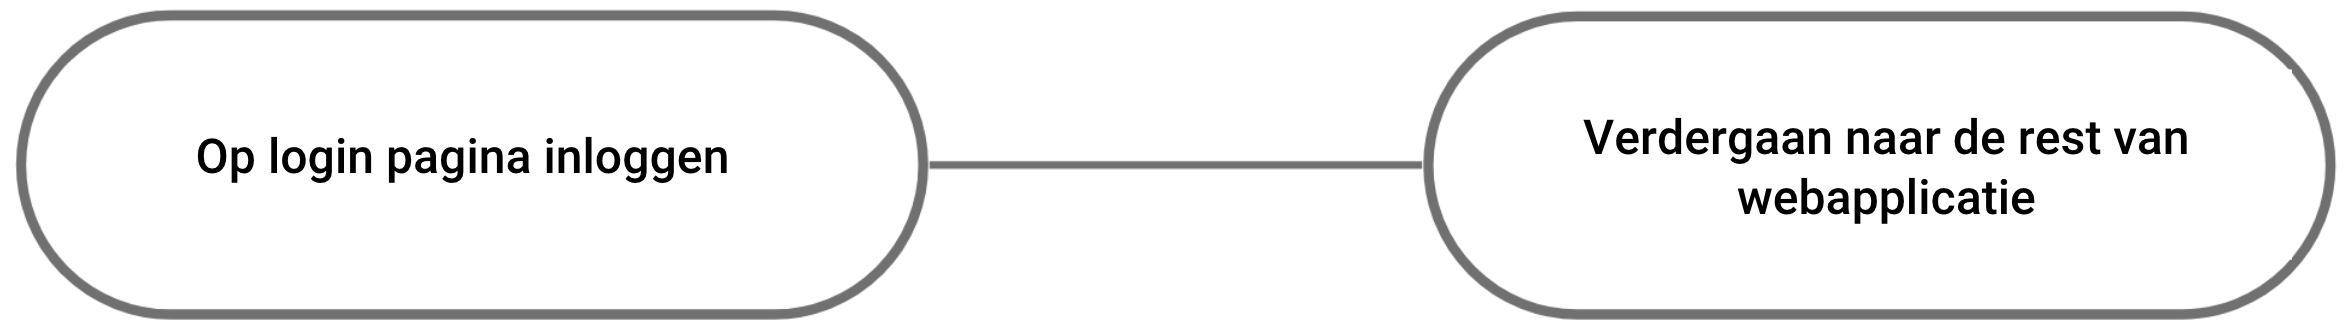 Op login pagina inloggen
Verdergaan naar de rest van
webapplicatie